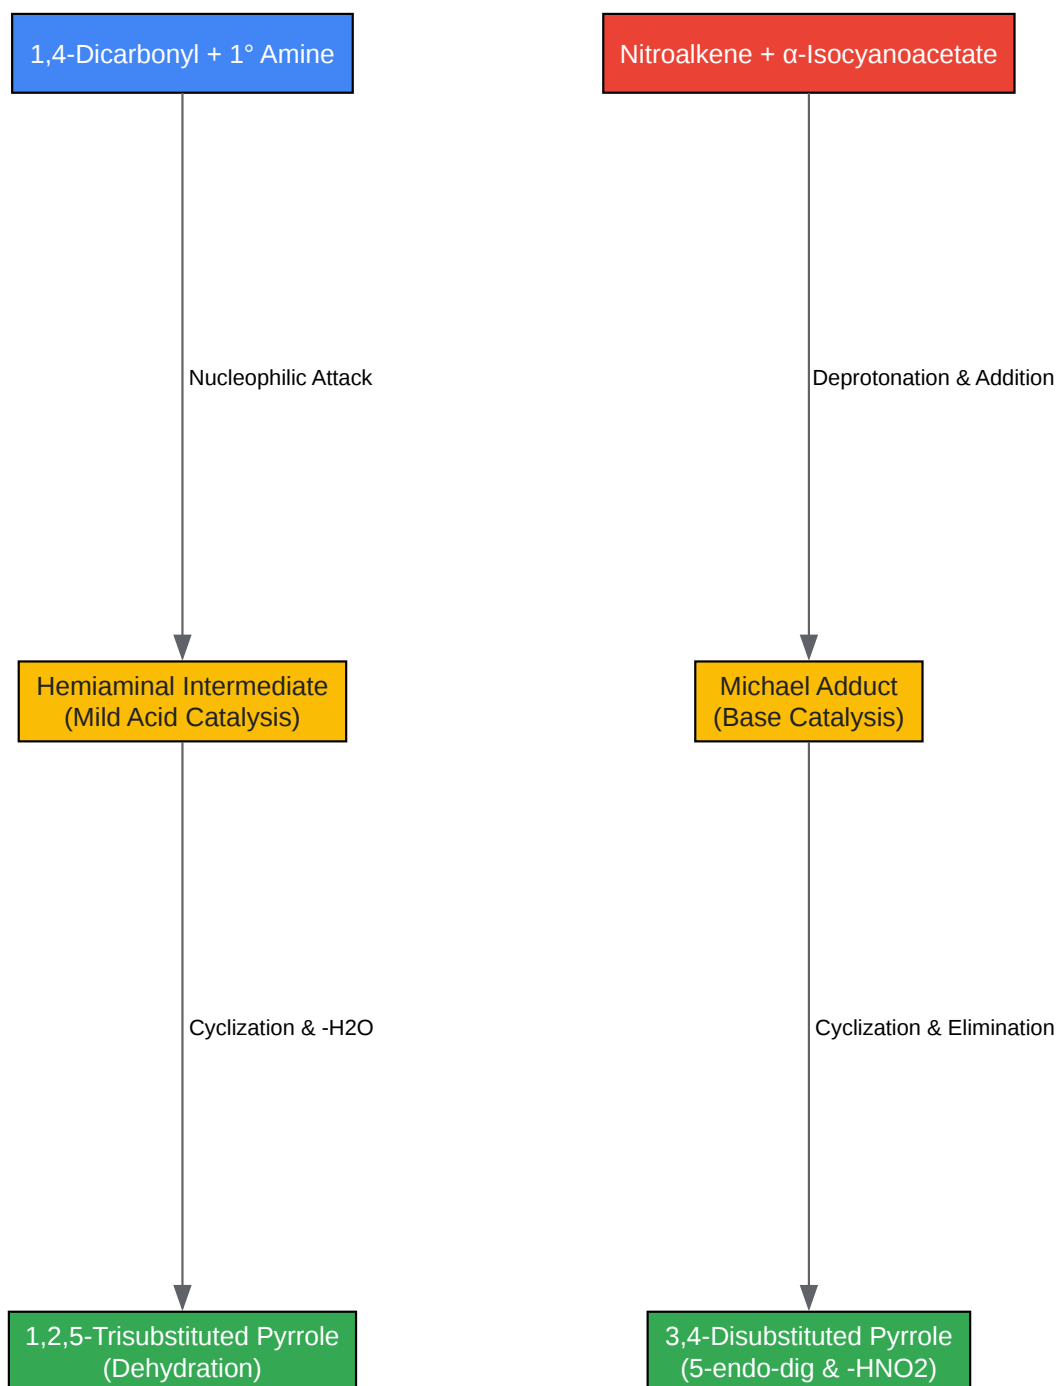 1,4-Dicarbonyl + 1° Amine
Nitroalkene + α-Isocyanoacetate
Nucleophilic Attack
Deprotonation & Addition
Hemiaminal Intermediate
(Mild Acid Catalysis)
Michael Adduct
(Base Catalysis)
Cyclization & -H2O
Cyclization & Elimination
1,2,5-Trisubstituted Pyrrole
(Dehydration)
3,4-Disubstituted Pyrrole
(5-endo-dig & -HNO2)